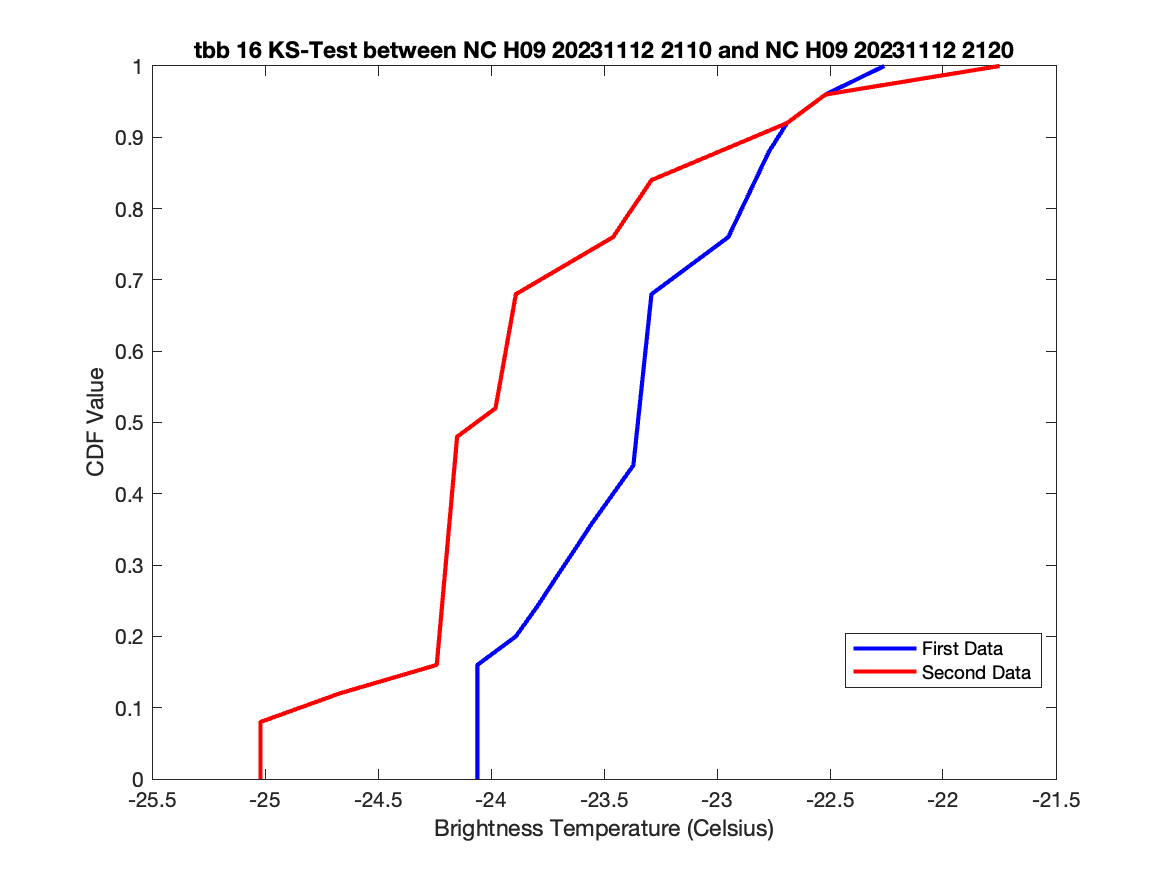 tbb 16 KS-Test between NC H09 20231112 2110 and NC H09 20231112 2120
1
0.9
0.8
0.7
0.6
0.5
0.4
0.3
0.2
0.1
0
CDF Value
First Data
Second Data
-25.5 -25 -24.5 -24 -23.5 -23 -22.5 -22 -21.5
Brightness Temperature (Celsius)